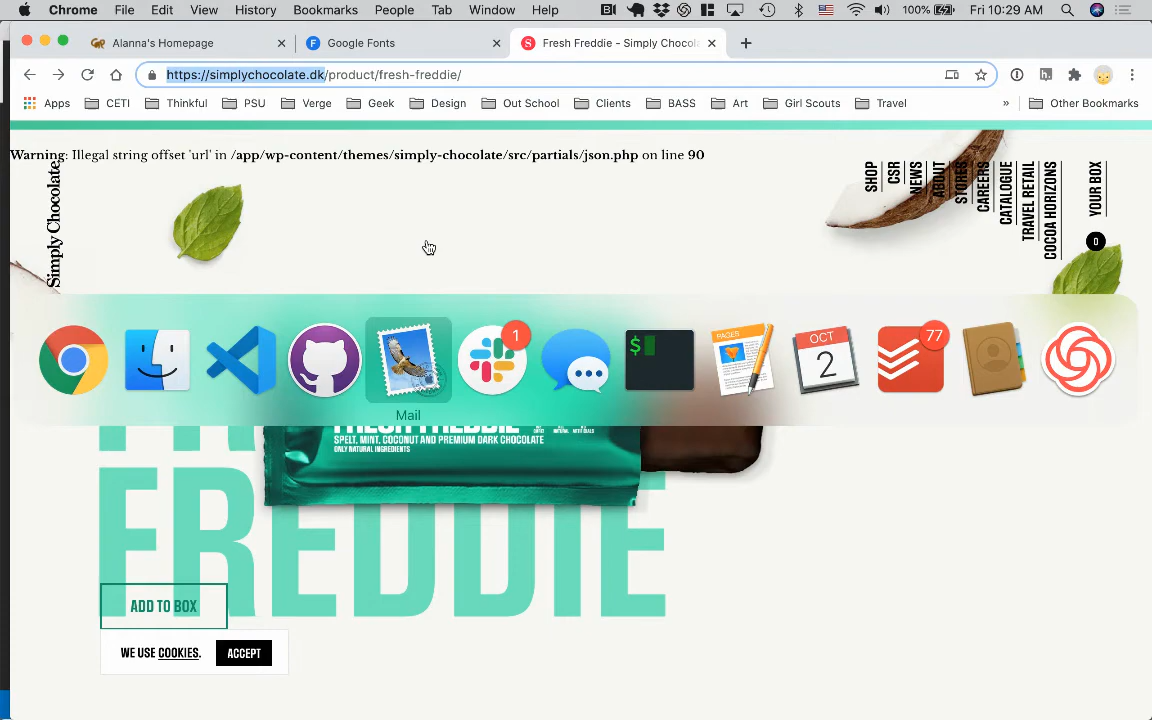 Chrome File Edit View History Bookmarks People Tab Window Help 100% Fri 10:29 AM
Alanna's Homepage Google Fonts Fresh Freddie – Simply Chocol
https://simplychocolate.dk/product/fresh-freddie/
Apps CETI Thinkful PSU Verge Geek Design Out School Clients BASS Art Girl Scouts Travel » Other Bookmarks
Warning: Illegal string offset 'url' in /app/wp-content/themes/simply-chocolate/src/partials/json.php on line 90
Simply Chocolate.
SHOP
CSR
NEWS
ABOUT
STORES
CAREERS
CATALOGUE
TRAVEL RETAIL
COCOA HORIZONS
YOUR BOX
0
1
$
PAGES
OCT
2
77
Mail
FRESH FREDDIE
SPELT, MINT, COCONUT AND PREMIUM DARK CHOCOLATE
ONLY NATURAL INGREDIENTS
FREDDIE
ADD TO BOX
WE USE COOKIES. ACCEPT